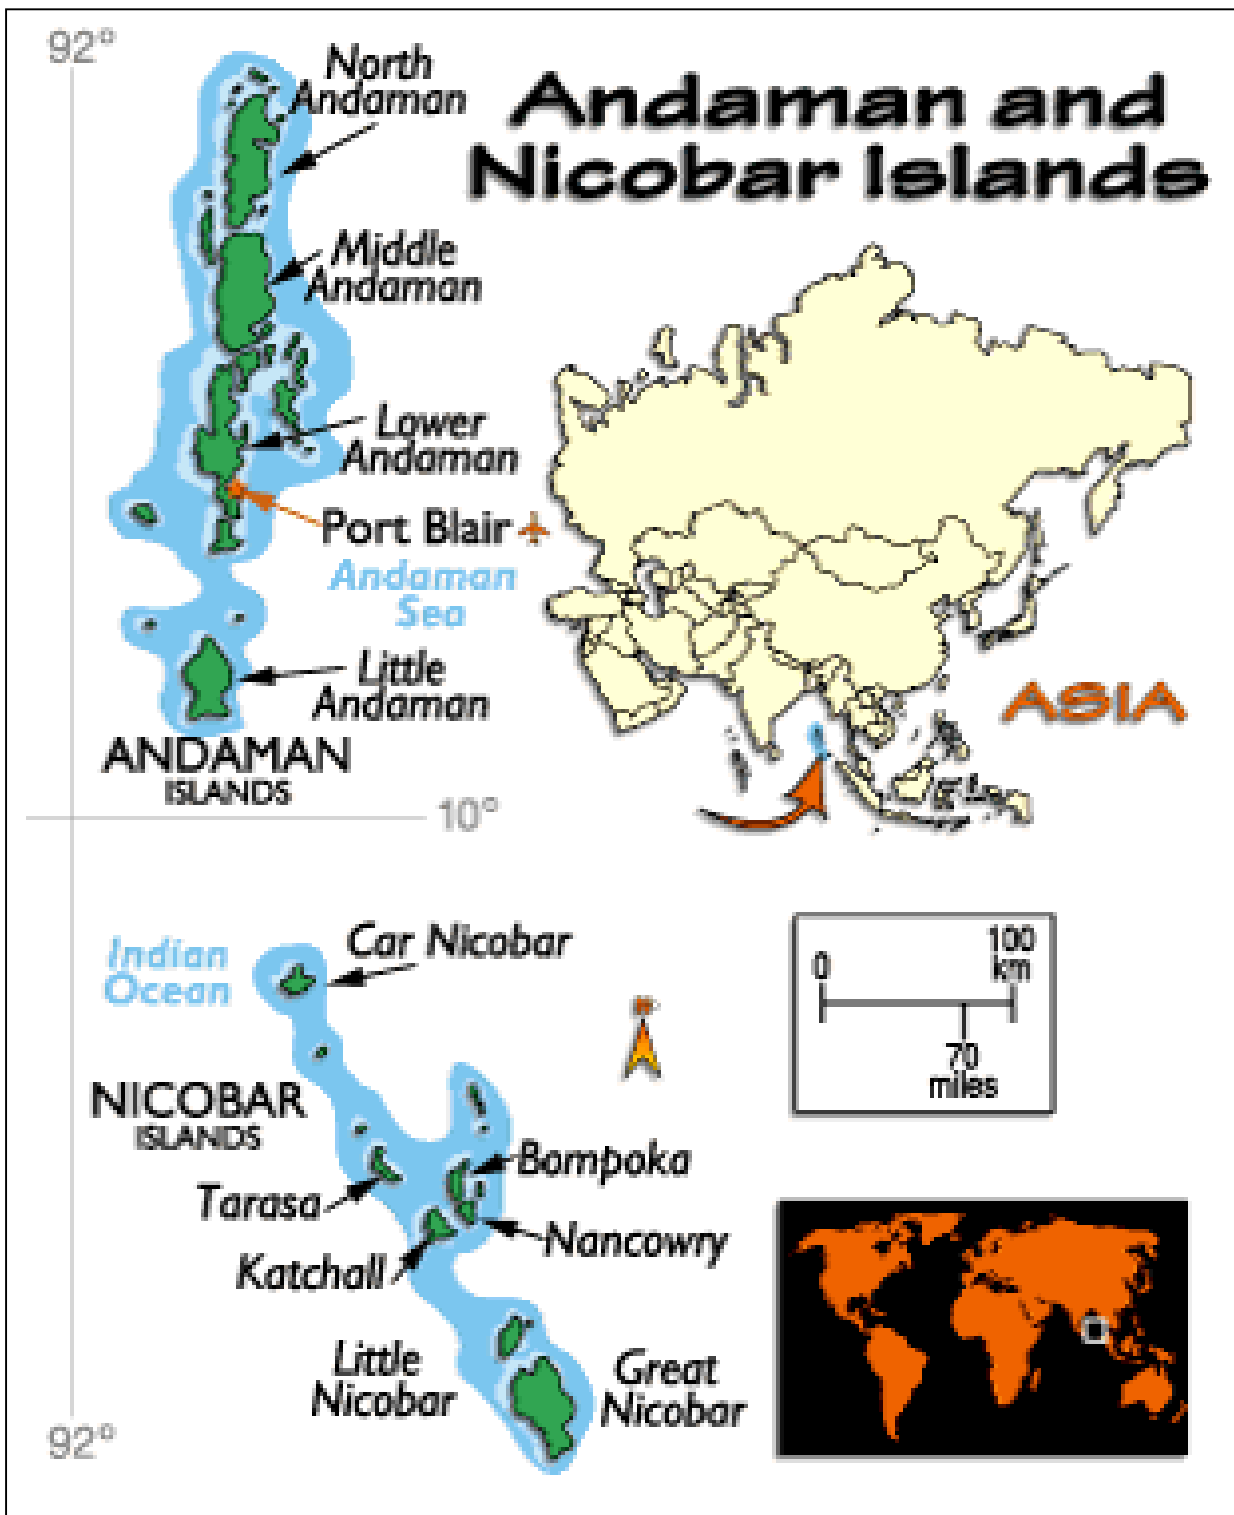 92°
North
Andaman
Andaman and
Nicobar Islands
Middle
Andaman
Lower
Andaman
Port Blair
Andaman
Sea
Little
Andaman
ASIA
ANDAMAN
ISLANDS
10°
Indian
Ocean
Car Nicobar
0
100
km
70
miles
NICOBAR
ISLANDS
Bompoka
Tarasa
Nancowry
Katchall
Little
Nicobar
Great
Nicobar
92°